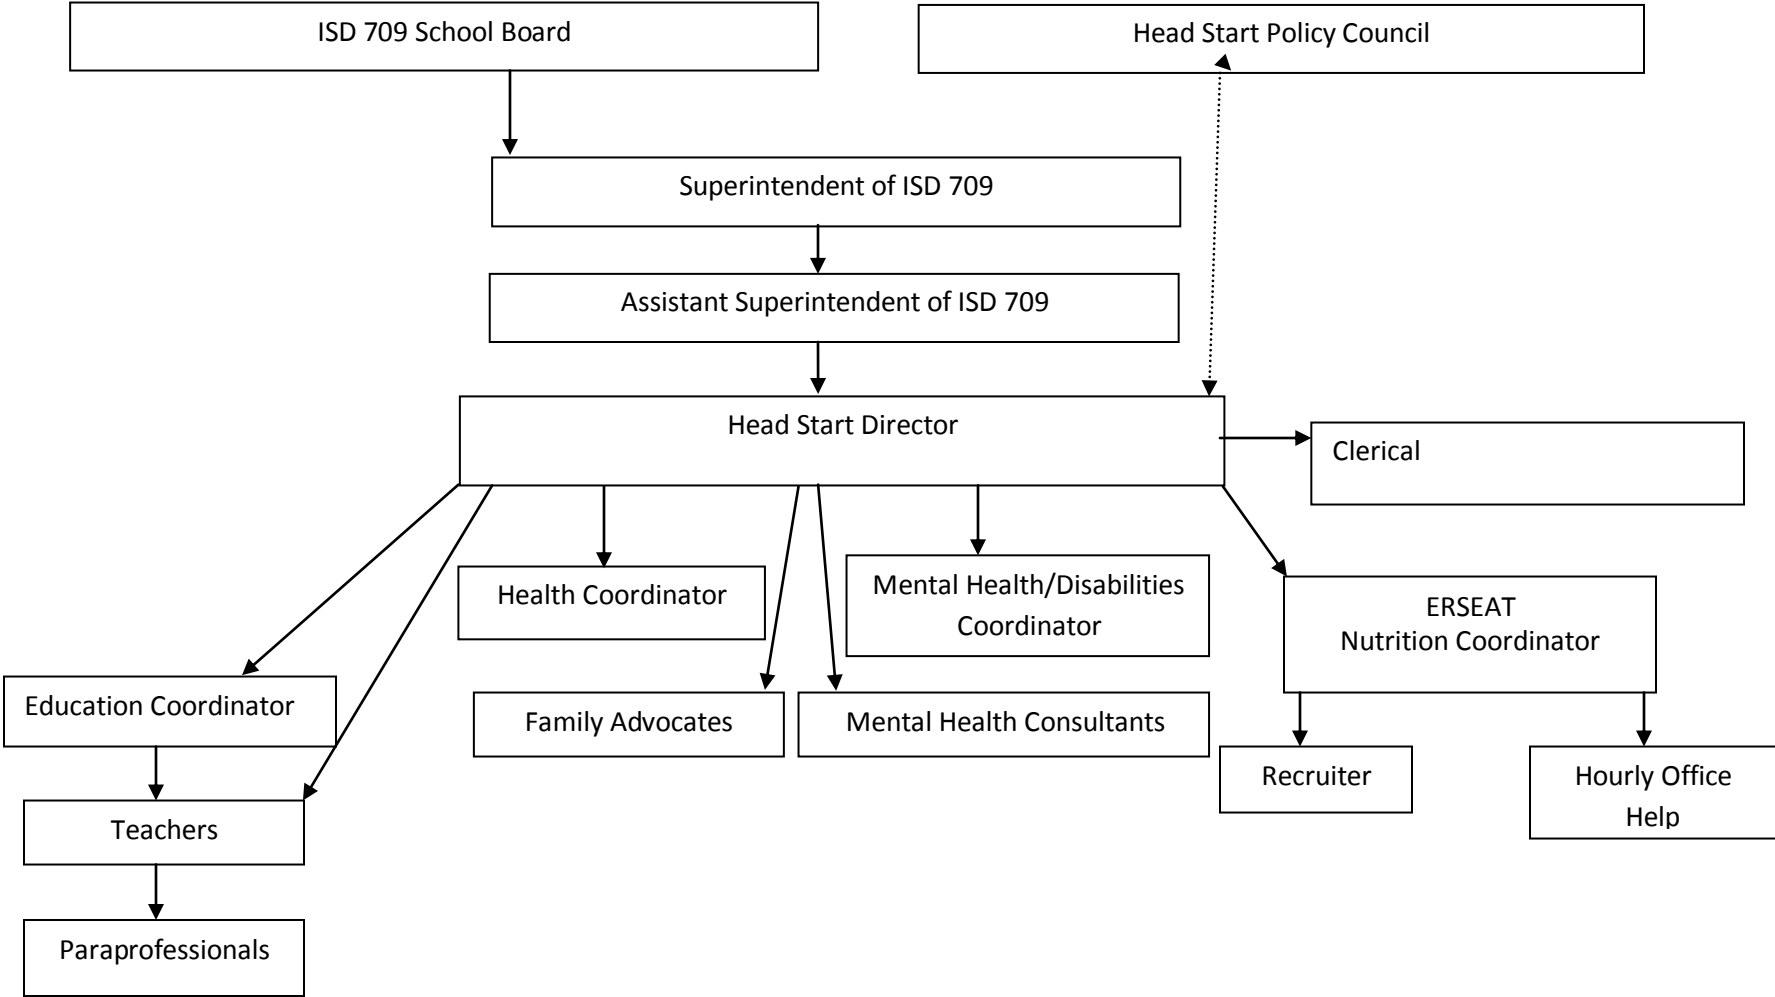 ISD 709 School Board
Head Start Policy Council
Superintendent of ISD 709
Assistant Superintendent of ISD 709
Head Start Director
Clerical
Health Coordinator
Mental Health/Disabilities
Coordinator
ERSEAT
Nutrition Coordinator
Education Coordinator
Family Advocates
Mental Health Consultants
Recruiter
Hourly Office
Help
Teachers
Paraprofessionals